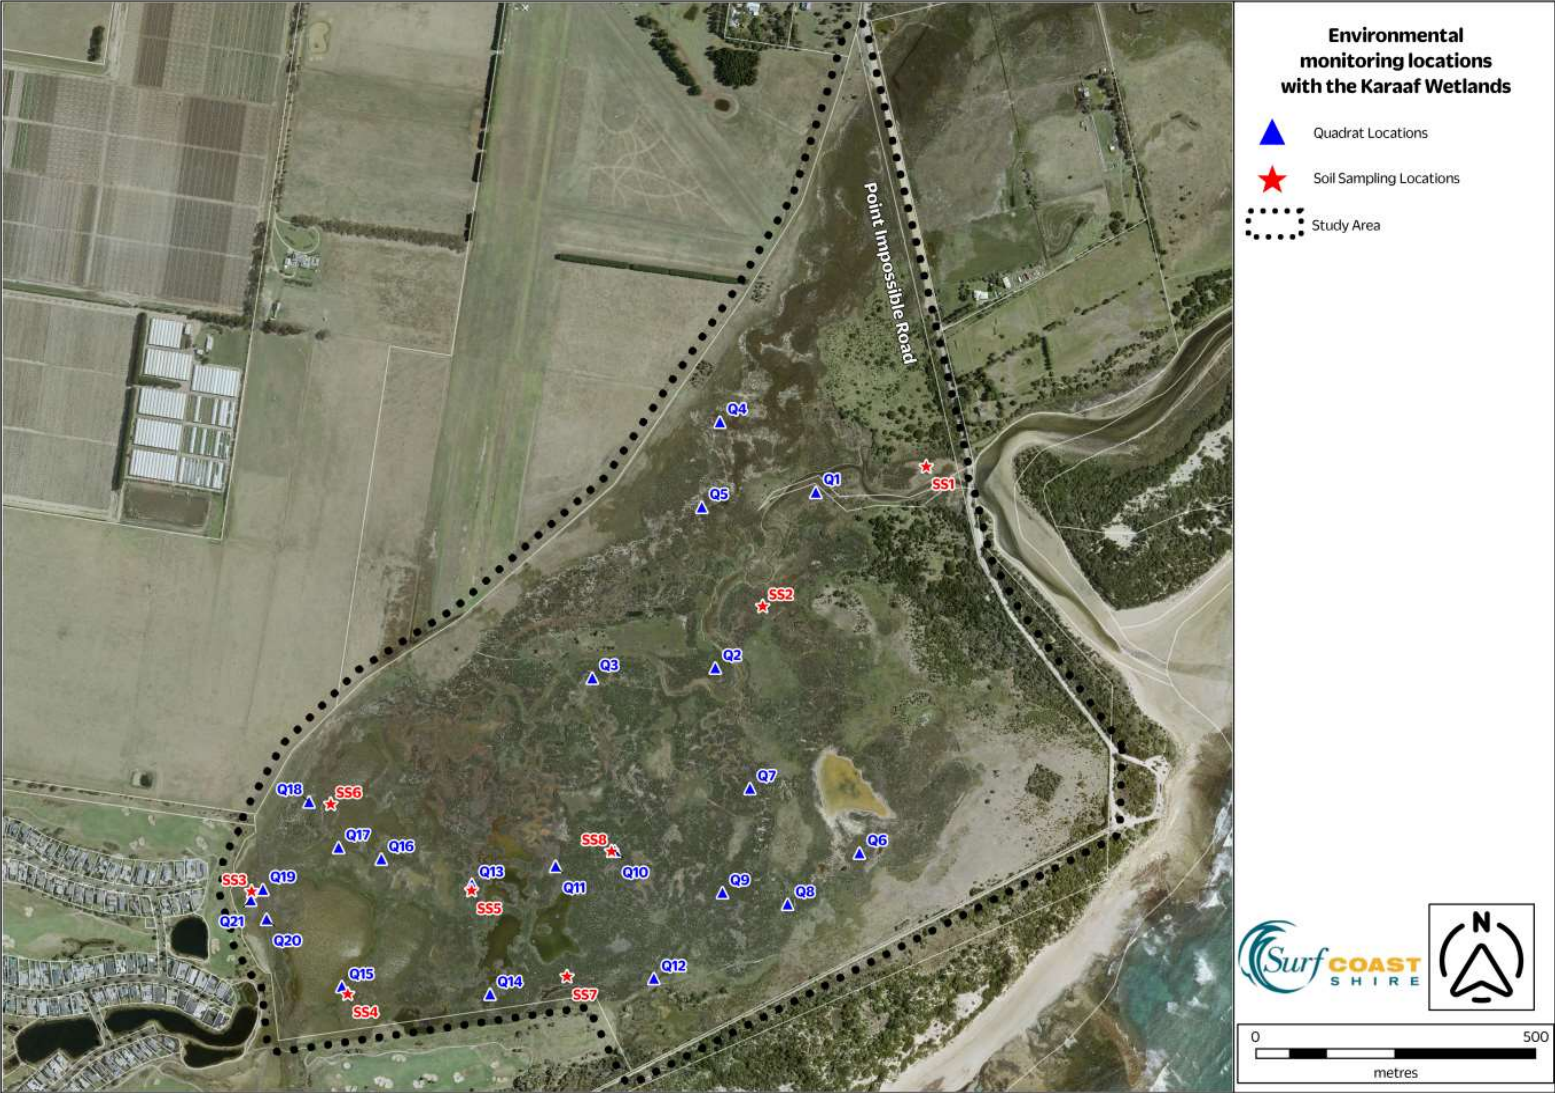 Environmental
monitoring locations
with the Karaaf Wetlands
Quadrat Locations
Soil Sampling Locations
Study Area
Point Impossible Road
Q4
Q1
SS1
Q5
SS2
Q3
Q2
Q7
Q18
SS6
Q17
Q16
SS8
Q6
Q10
Q13
Q11
SS3
Q19
Q9
Q8
SS5
Q21
Q20
Q15
Q14
Q12
SS7
SS4
N
Surf COAST
SHIRE
0 500
metres